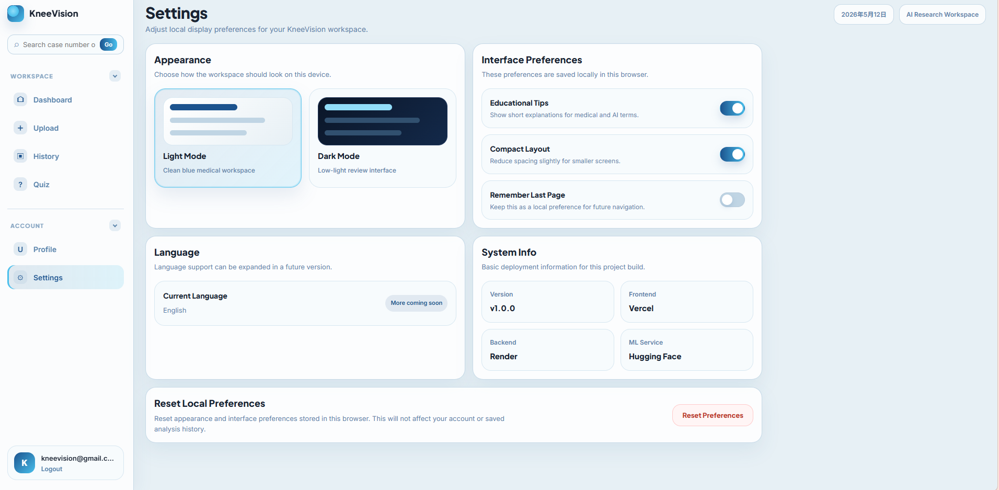 KneeVision
Search case number o
Go
WORKSPACE
Dashboard
Upload
History
? Quiz
ACCOUNT
U Profile
Settings
K
kneevision@gmail.c...
Logout
Settings
Adjust local display preferences for your KneeVision workspace.
2026年5月12日
AI Research Workspace
Appearance
Choose how the workspace should look on this device.
Light Mode
Clean blue medical workspace
Dark Mode
Low-light review interface
Interface Preferences
These preferences are saved locally in this browser.
Educational Tips
Show short explanations for medical and AI terms.
Compact Layout
Reduce spacing slightly for smaller screens.
Remember Last Page
Keep this as a local preference for future navigation.
Language
Language support can be expanded in a future version.
Current Language
English
More coming soon
System Info
Basic deployment information for this project build.
Version
v1.0.0
Frontend
Vercel
Backend
Render
ML Service
Hugging Face
Reset Local Preferences
Reset appearance and interface preferences stored in this browser. This will not affect your account or saved
analysis history.
Reset Preferences